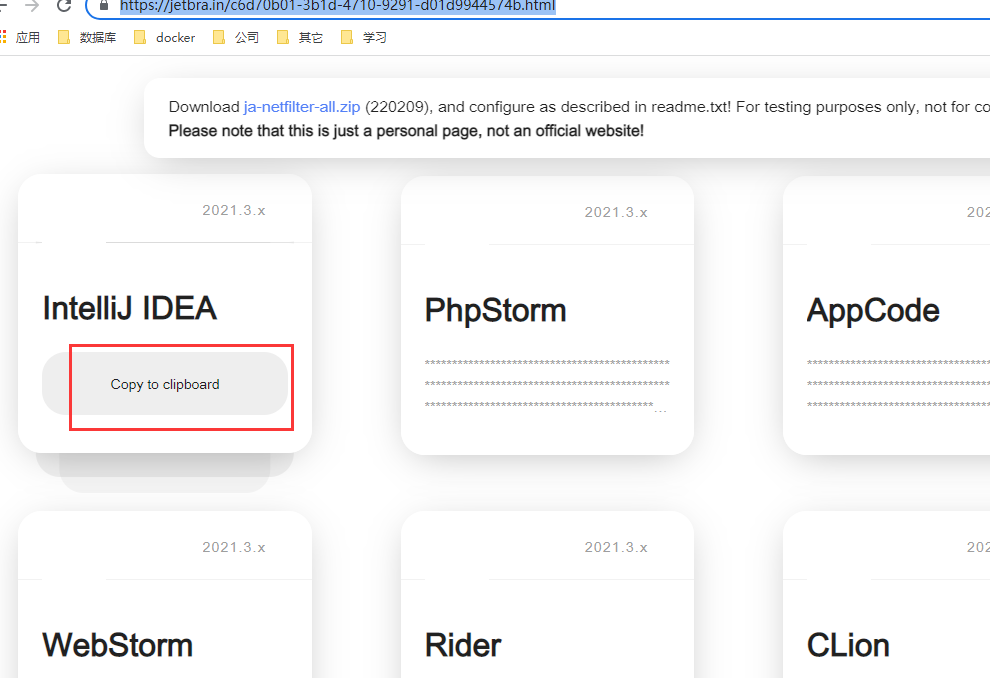 https://jetbra.in/c6d70b01-3b1d-4710-9291-d01d9944574b.html
应用 数据库 docker 公司 其它 学习
Download ja-netfilter-all.zip (220209), and configure as described in readme.txt! For testing purposes only, not for co
Please note that this is just a personal page, not an official website!
2021.3.x 2021.3.x 202
IntelliJ IDEA PhpStorm AppCode
Copy to clipboard
2021.3.x 2021.3.x 202
WebStorm Rider CLion